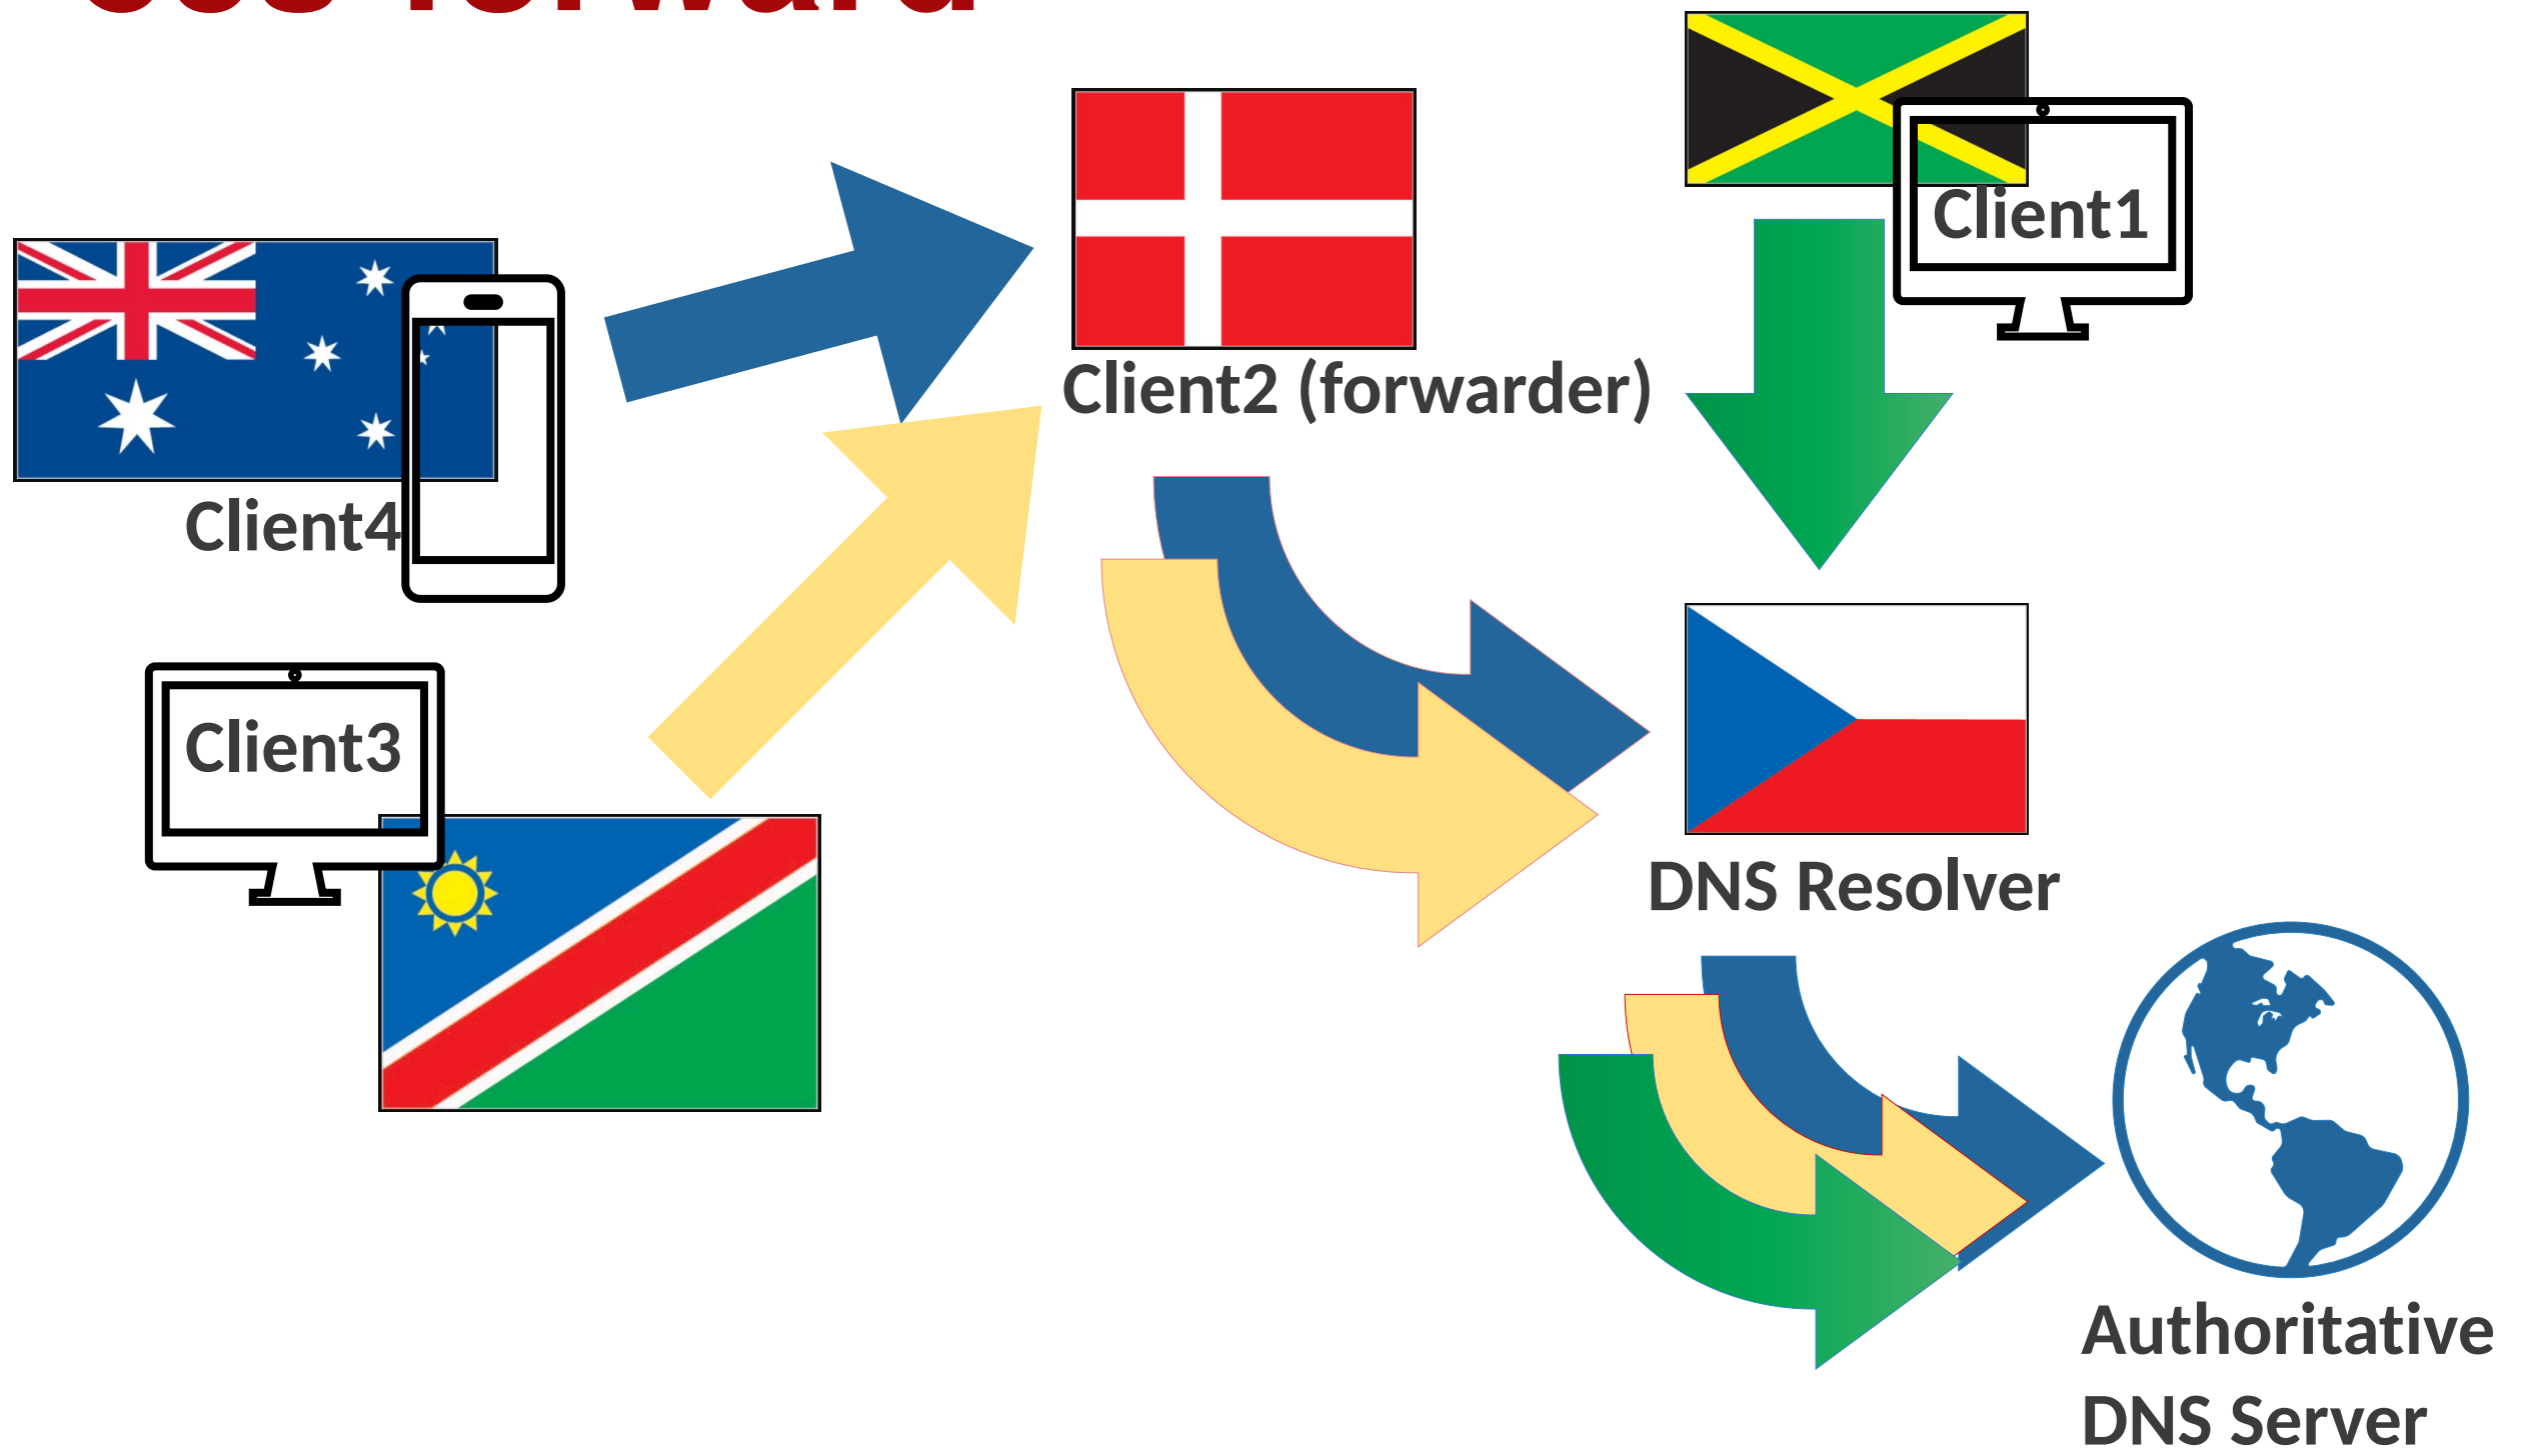 Client1
Client2 (forwarder)
Client4
Client3
DNS Resolver
Authoritative
DNS Server